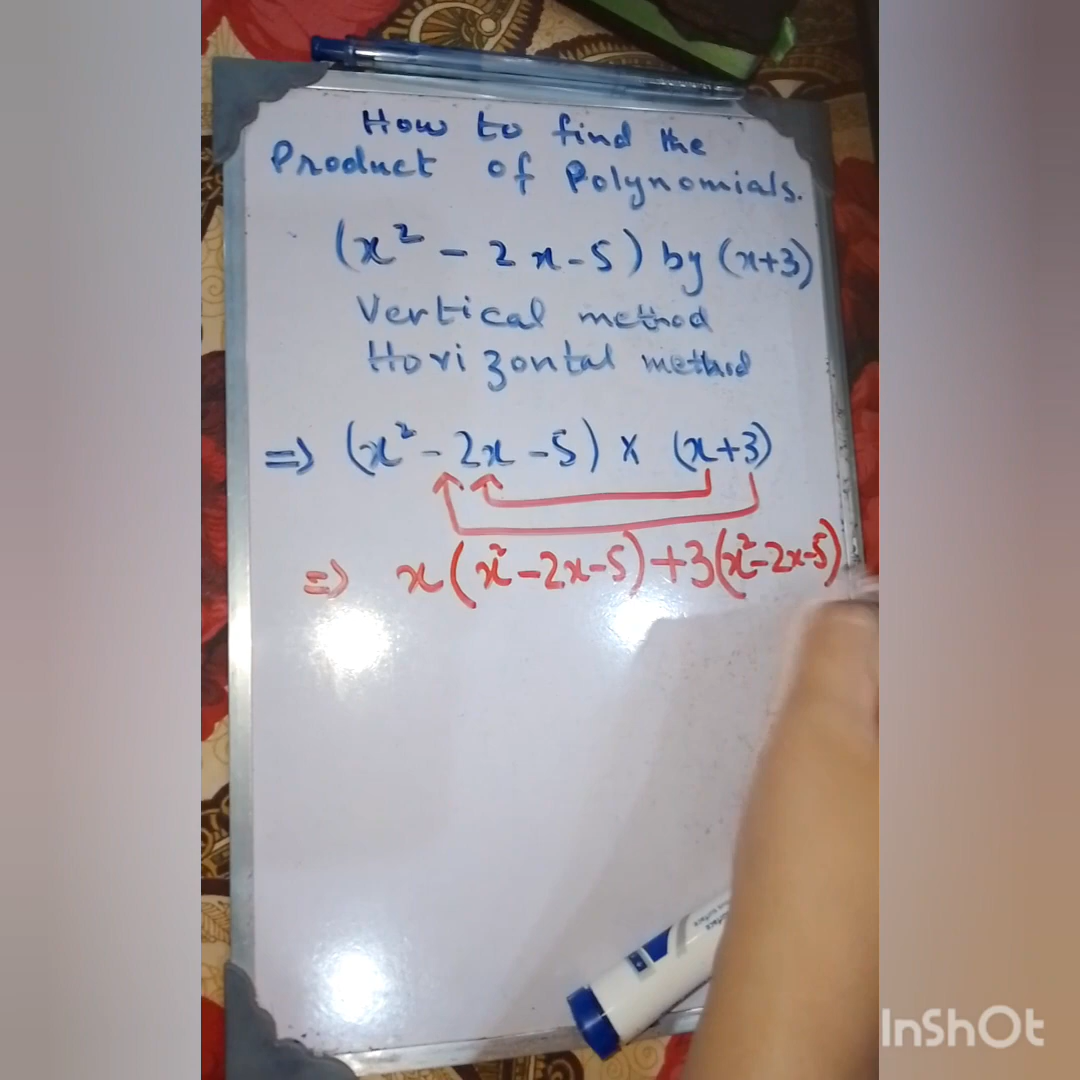 How to find the
Product of Polynomials.
(x² - 2x - 5) by (x+3)
Vertical method
Horizontal method
=> (x² - 2x - 5) × (x+3)
=> x(x² - 2x - 5) + 3(x² - 2x - 5)
InShOt